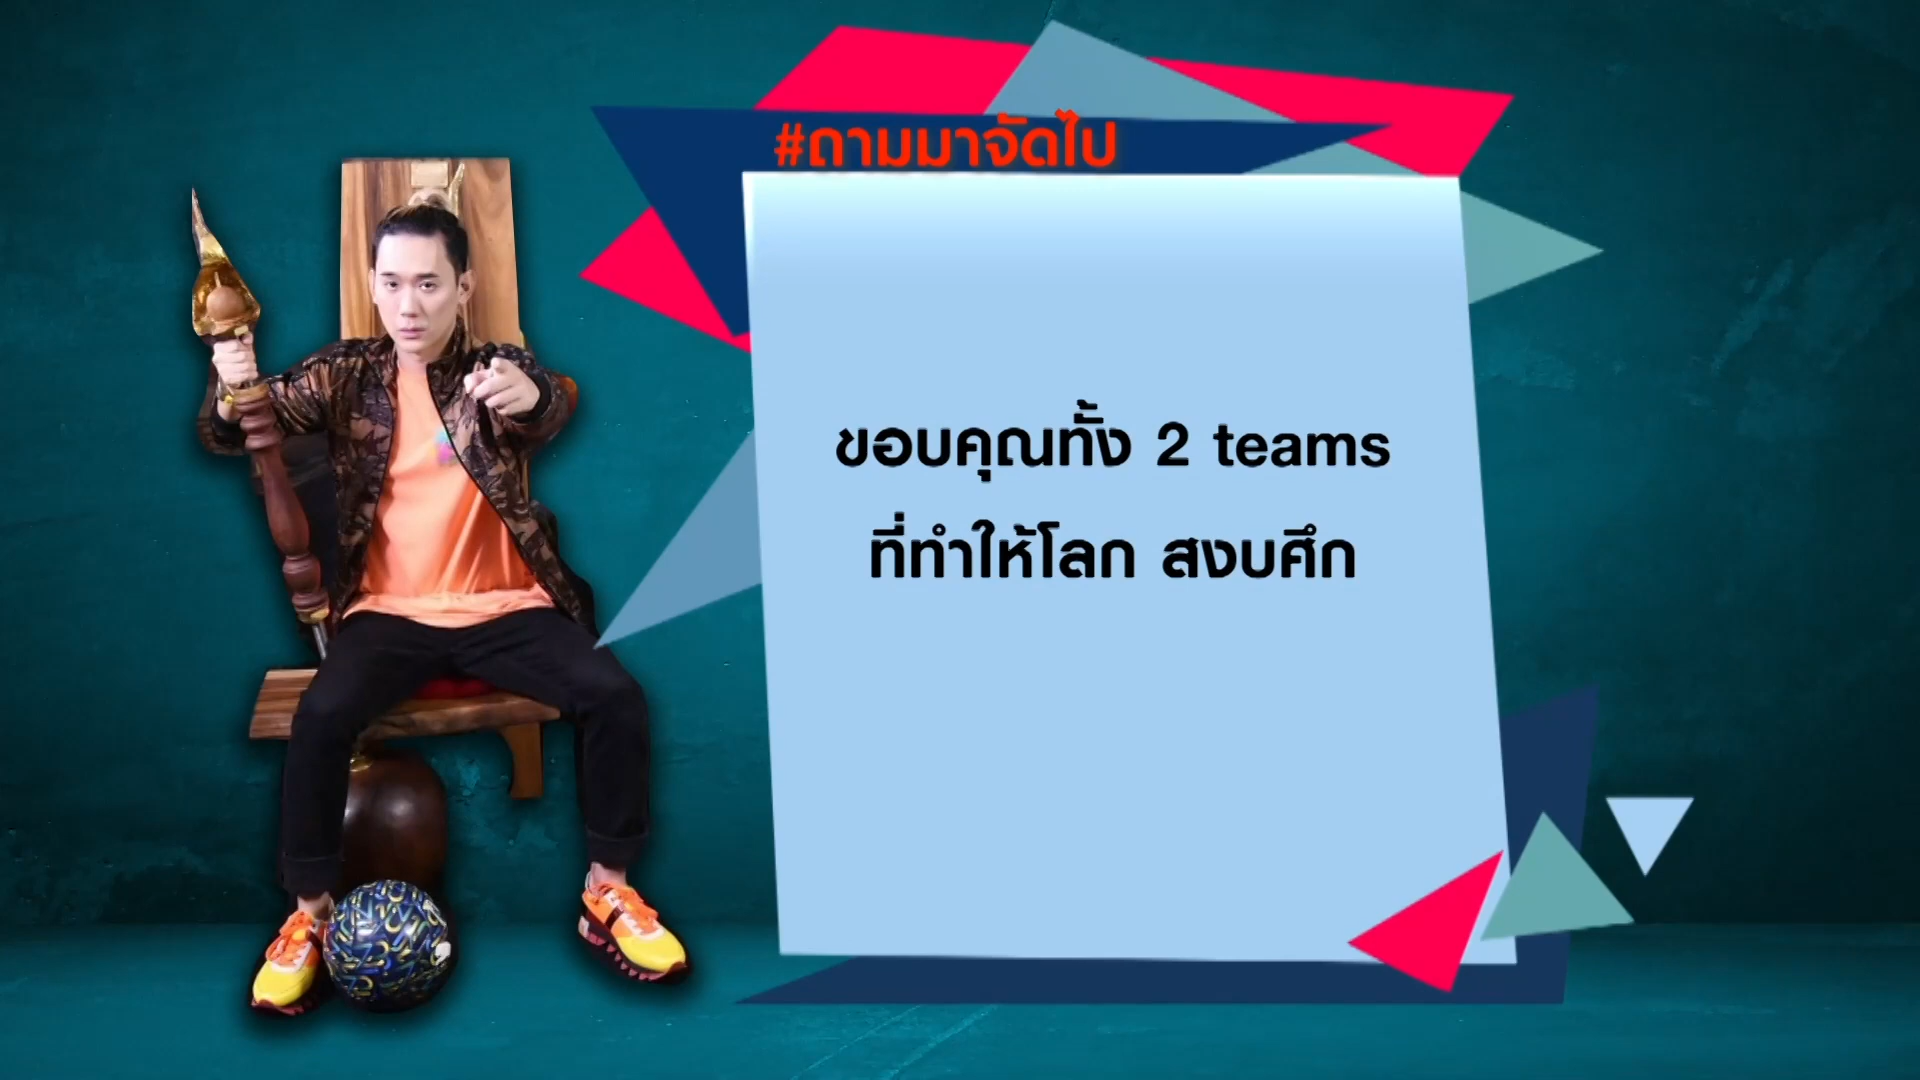 #ถามมาจัดไป
ขอบคุณทั้ง 2 teams
ที่ทำให้โลก สงบศึก